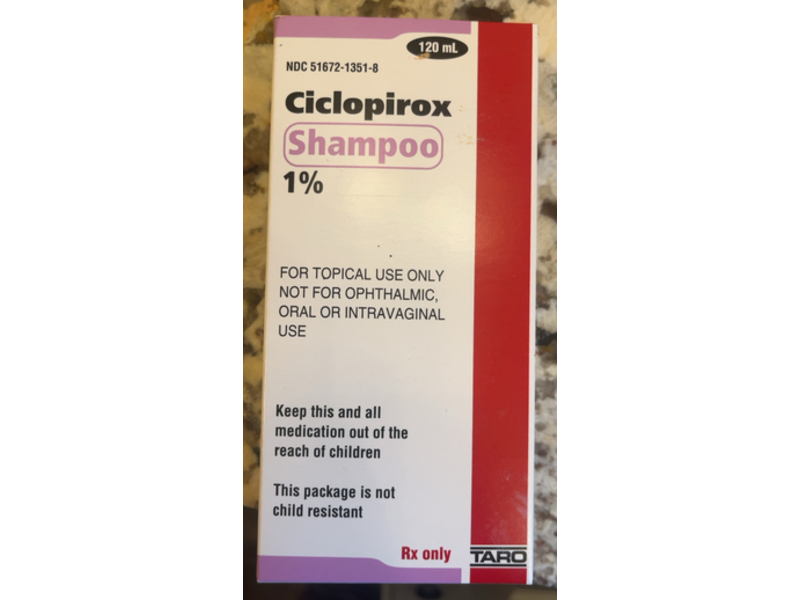 120 mL
NDC 51672-1351-8
Ciclopirox
Shampoo
1%
FOR TOPICAL USE ONLY
NOT FOR OPHTHALMIC,
ORAL OR INTRAVAGINAL
USE
Keep this and all
medication out of the
reach of children
This package is not
child resistant
Rx only
TARO